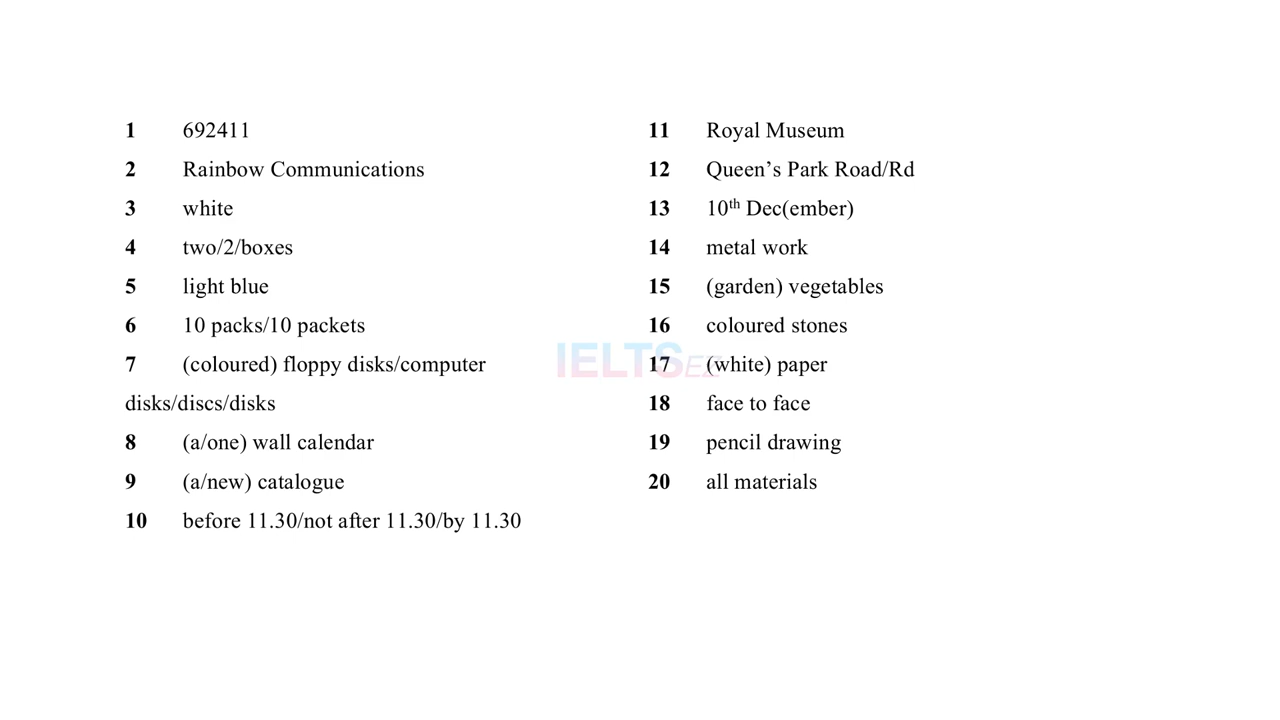 1 692411
2 Rainbow Communications
3 white
4 two/2/boxes
5 light blue
6 10 packs/10 packets
7 (coloured) floppy disks/computer
disks/discs/disks
8 (a/one) wall calendar
9 (a/new) catalogue
10 before 11.30/not after 11.30/by 11.30
11 Royal Museum
12 Queen’s Park Road/Rd
13 10th Dec(ember)
14 metal work
15 (garden) vegetables
16 coloured stones
17 (white) paper
18 face to face
19 pencil drawing
20 all materials
IELTSEZ